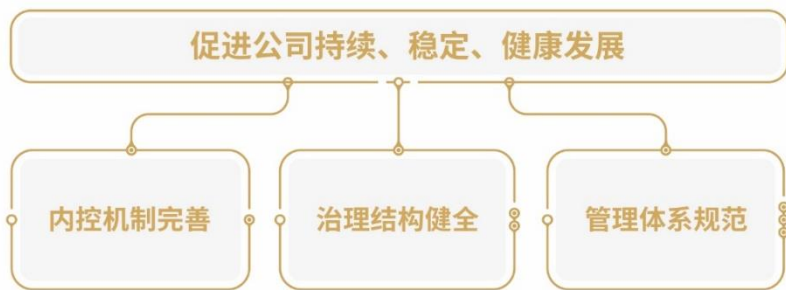 促进公司持续、稳定、健康发展
内控机制完善
治理结构健全
管理体系规范